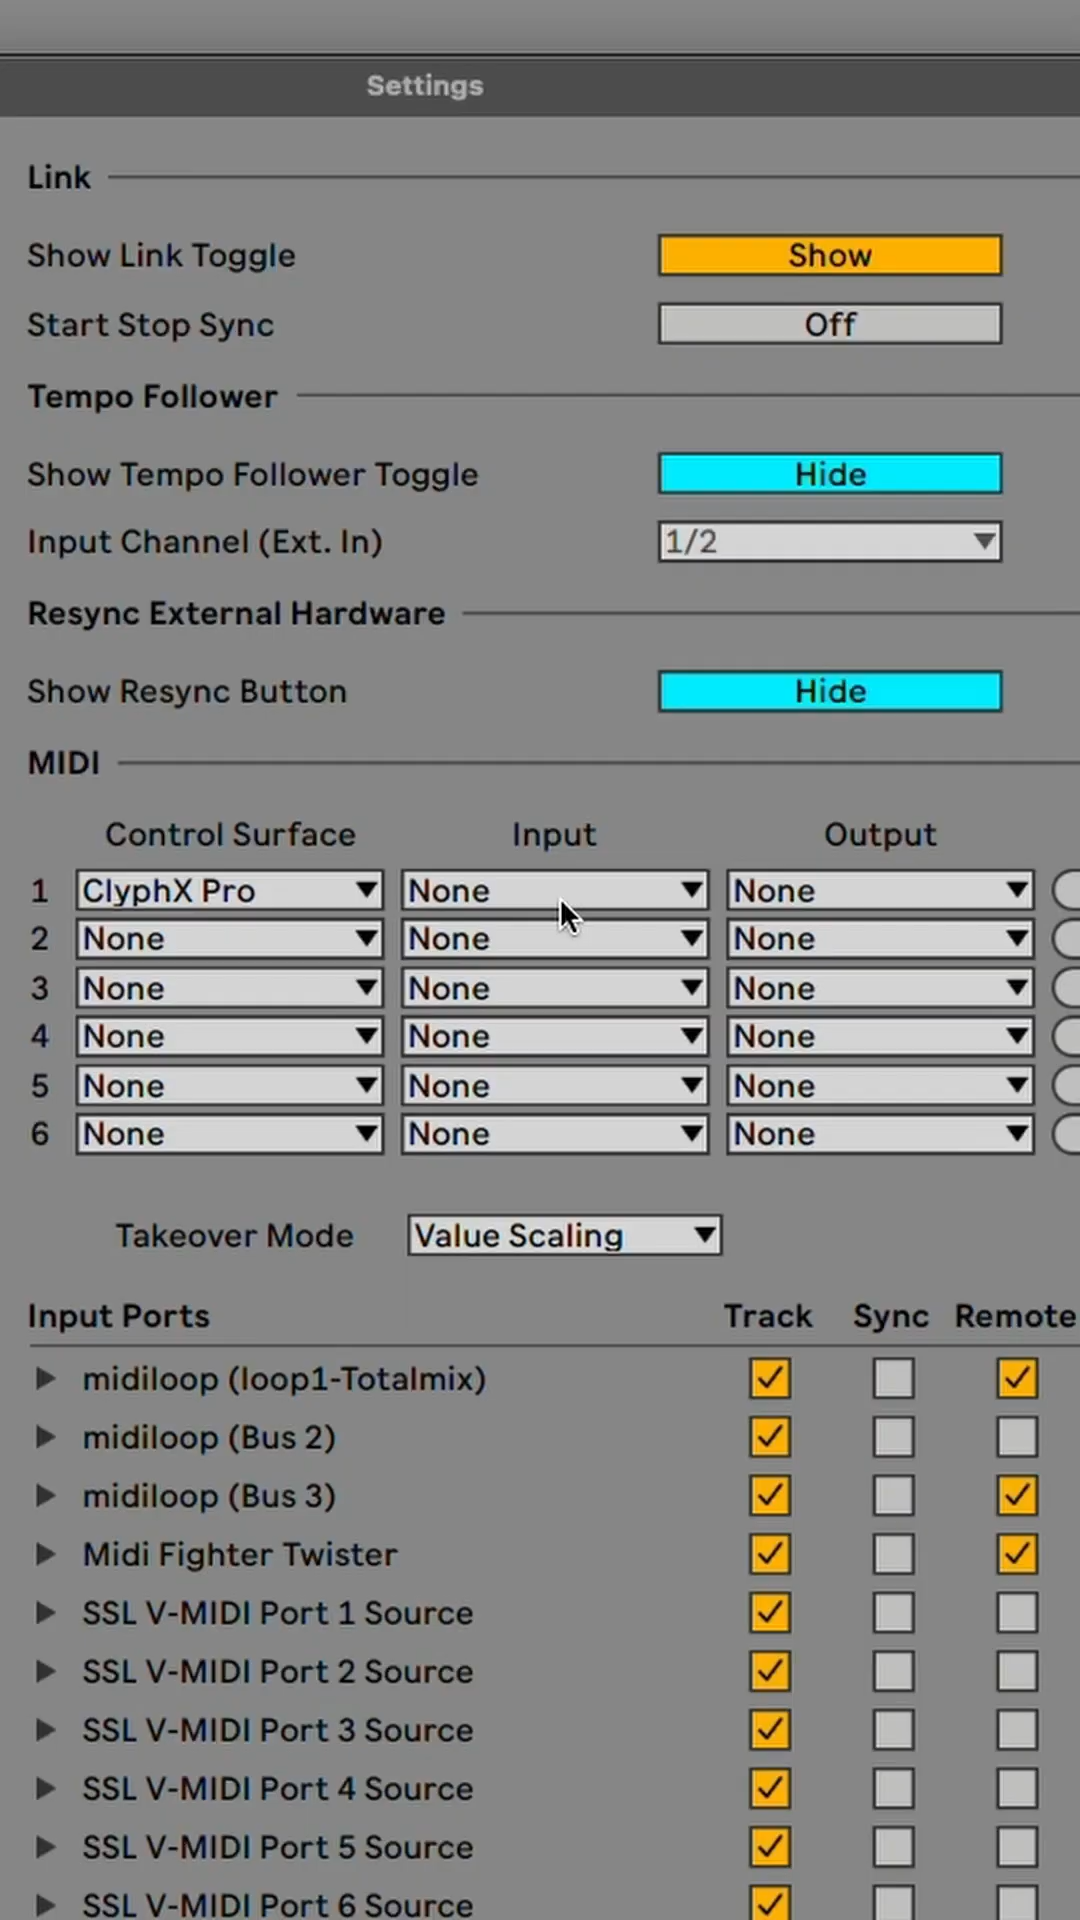 Settings
Link
Show Link Toggle Show
Start Stop Sync Off
Tempo Follower
Show Tempo Follower Toggle Hide
Input Channel (Ext. In) 1/2
Resync External Hardware
Show Resync Button Hide
MIDI
Control Surface Input Output
1 ClyphX Pro None None
2 None None None
3 None None None
4 None None None
5 None None None
6 None None None
Takeover Mode Value Scaling
Input Ports Track Sync Remote
midiloop (loop1-Totalmix)
midiloop (Bus 2)
midiloop (Bus 3)
Midi Fighter Twister
SSL V-MIDI Port 1 Source
SSL V-MIDI Port 2 Source
SSL V-MIDI Port 3 Source
SSL V-MIDI Port 4 Source
SSL V-MIDI Port 5 Source
SSL V-MIDI Port 6 Source